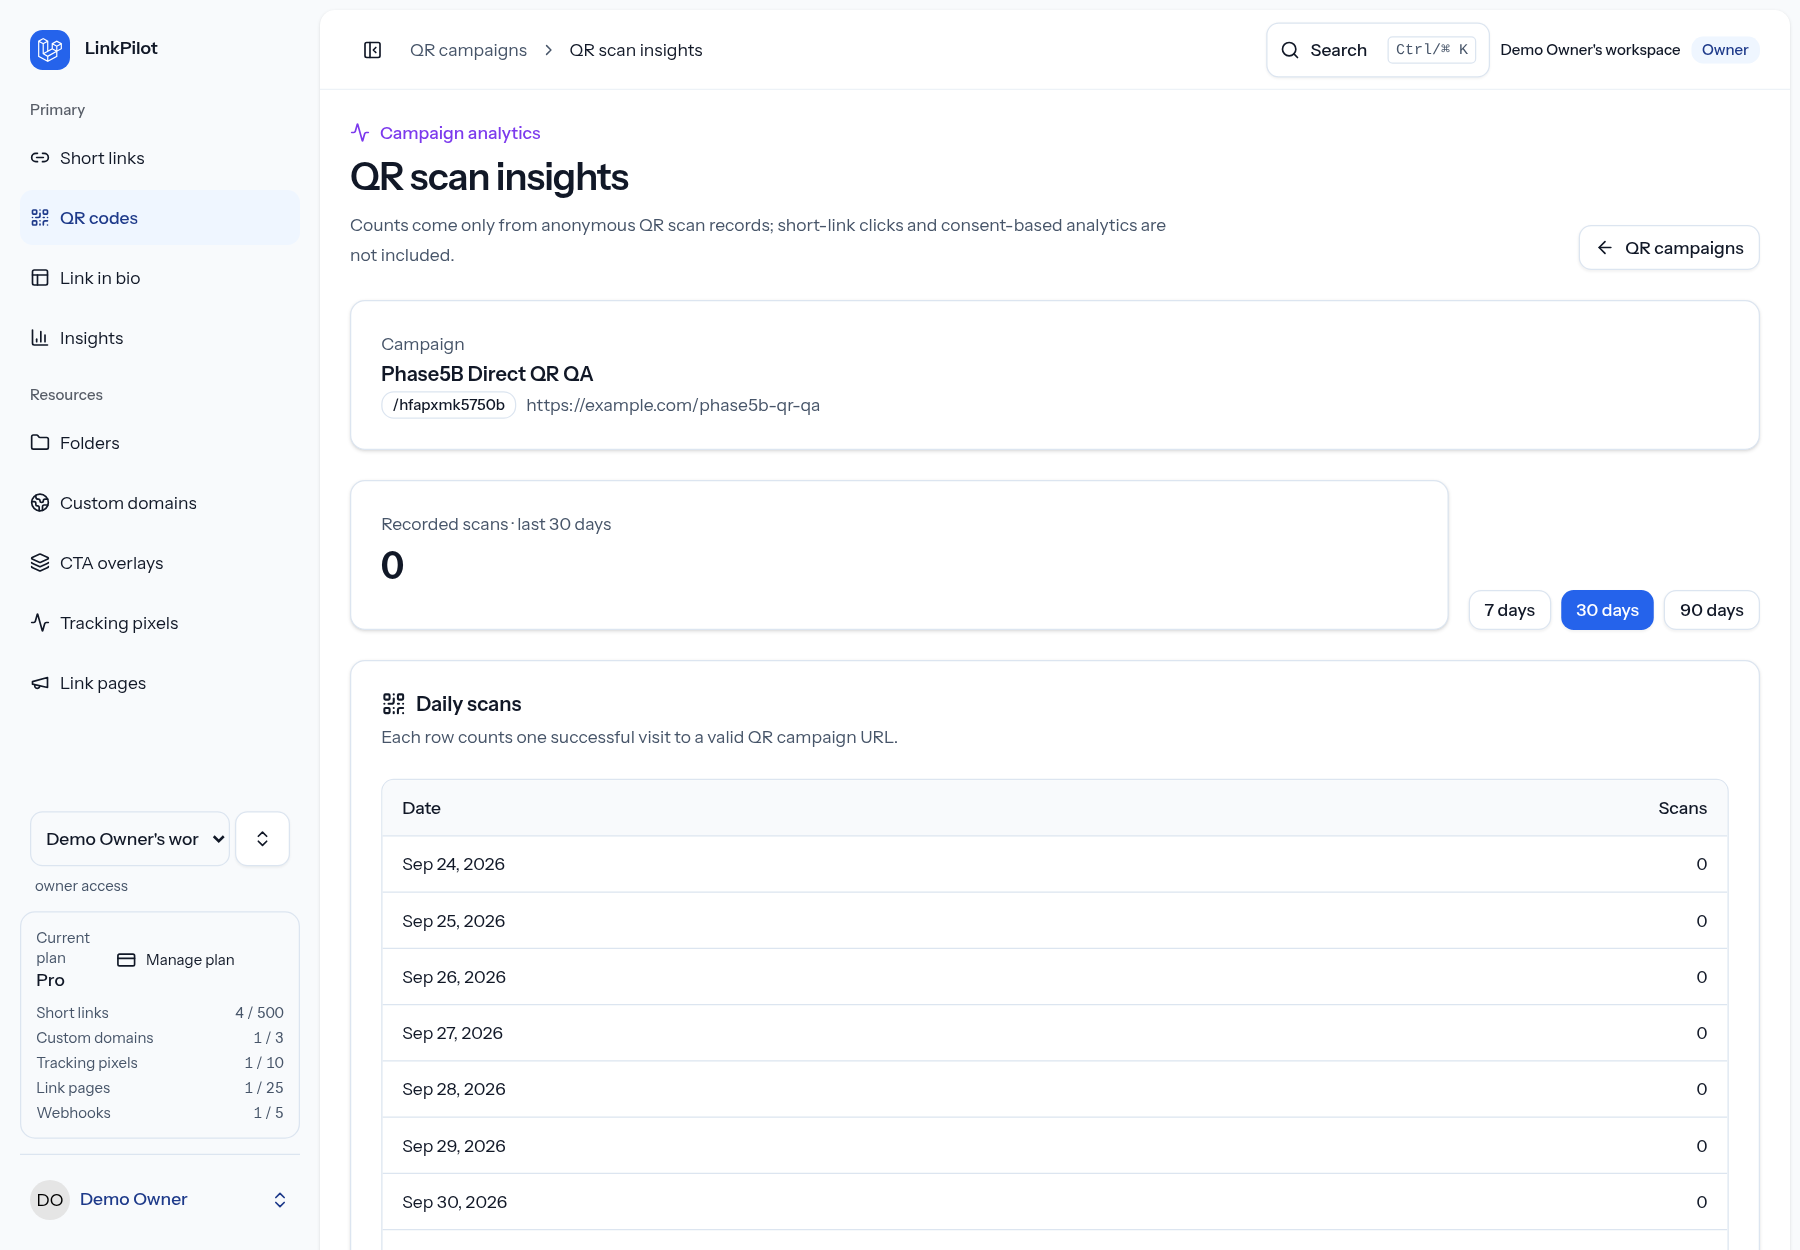 LinkPilot
Primary
Short links
QR codes
Link in bio
Insights
Resources
Folders
Custom domains
CTA overlays
Tracking pixels
Link pages
Demo Owner's wor
owner access
Current plan
Pro
Manage plan
Short links 4 / 500
Custom domains 1 / 3
Tracking pixels 1 / 10
Link pages 1 / 25
Webhooks 1 / 5
DO Demo Owner
QR campaigns > QR scan insights
Search Ctrl/⌘ K
Demo Owner's workspace Owner
Campaign analytics
QR scan insights
Counts come only from anonymous QR scan records; short-link clicks and consent-based analytics are
not included.
QR campaigns
Campaign
Phase5B Direct QR QA
/hfapxmk5750b https://example.com/phase5b-qr-qa
Recorded scans · last 30 days
0
7 days 30 days 90 days
Daily scans
Each row counts one successful visit to a valid QR campaign URL.
Date Scans
Sep 24, 2026 0
Sep 25, 2026 0
Sep 26, 2026 0
Sep 27, 2026 0
Sep 28, 2026 0
Sep 29, 2026 0
Sep 30, 2026 0